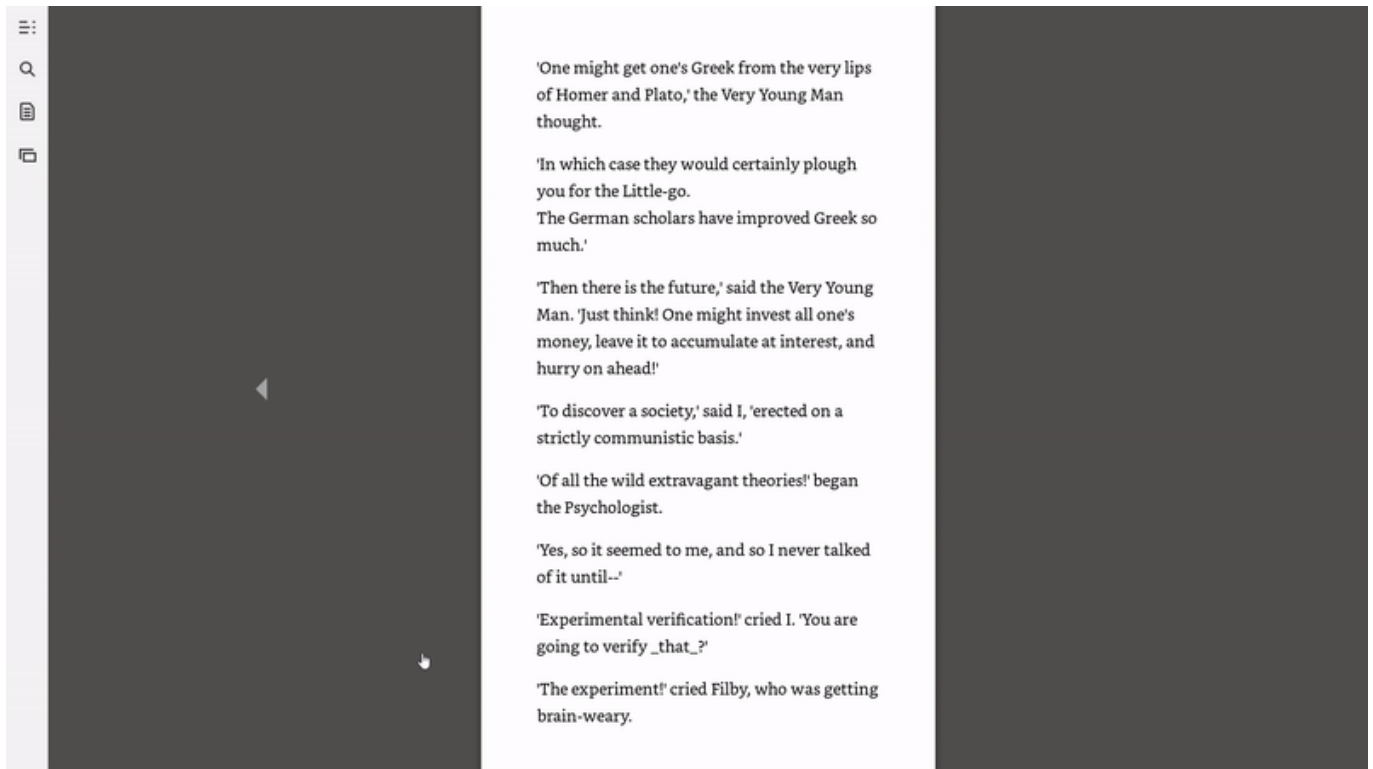 'One might get one's Greek from the very lips
of Homer and Plato,' the Very Young Man
thought.
'In which case they would certainly plough
you for the Little-go.
The German scholars have improved Greek so
much.'
'Then there is the future,' said the Very Young
Man. 'Just think! One might invest all one's
money, leave it to accumulate at interest, and
hurry on ahead!'
'To discover a society,' said I, 'erected on a
strictly communistic basis.'
'Of all the wild extravagant theories!' began
the Psychologist.
'Yes, so it seemed to me, and so I never talked
of it until--'
'Experimental verification!' cried I. 'You are
going to verify _that_?'
'The experiment!' cried Filby, who was getting
brain-weary.